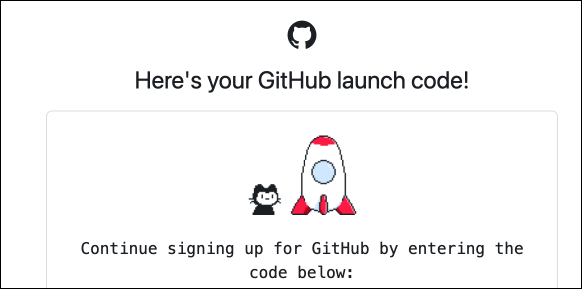 Here's your GitHub launch code!
Continue signing up for GitHub by entering the
code below: